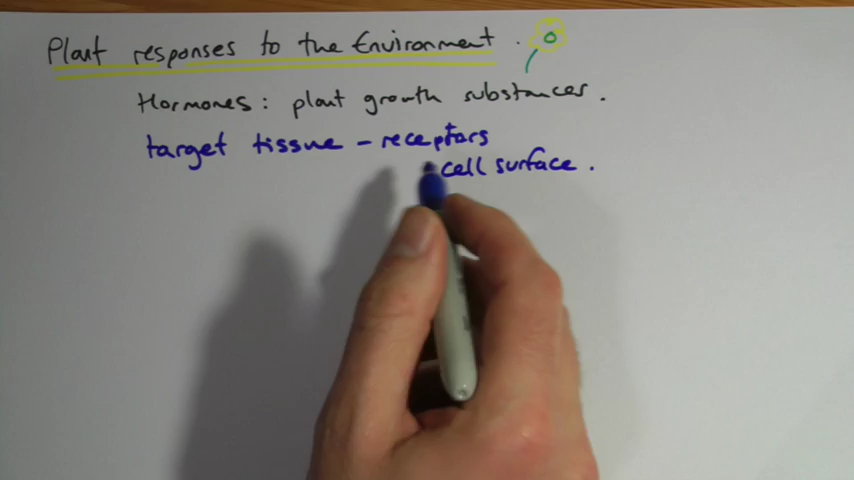 Plant responses to the Environment.
Hormones: plant growth substances.
target tissue - receptors
cell surface.